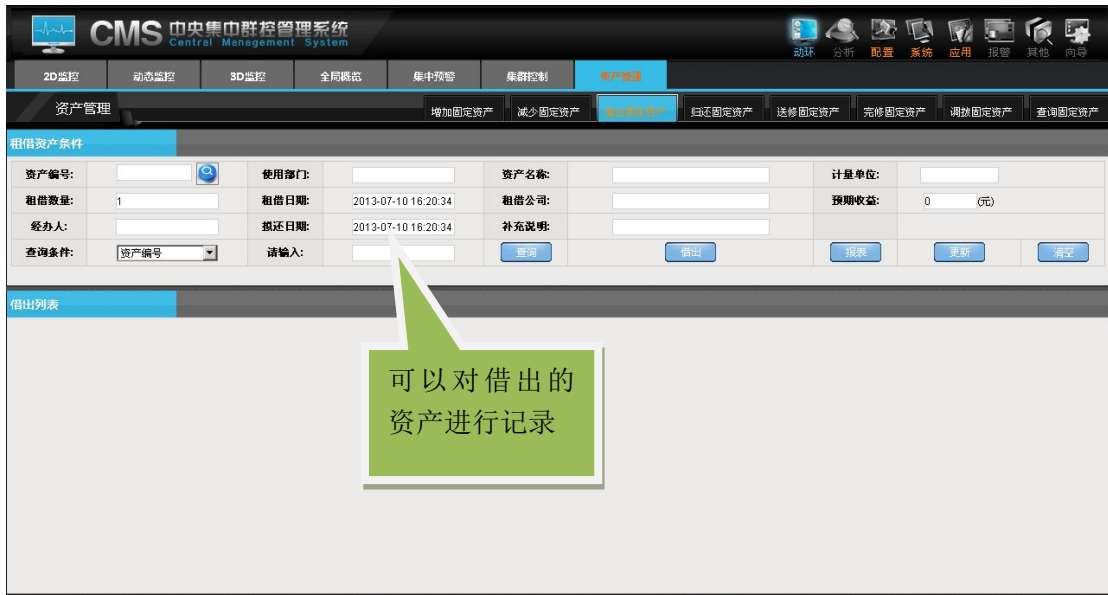 CMS 中央集中群控管理系统
Central Management System
动环 分析 配置 系统 应用 报警 其他 向导
2D监控 动态监控 3D监控 全局概览 集中预警 集群控制 资产管理
资产管理 增加固定资产 减少固定资产 借出固定资产 归还固定资产 送修固定资产 完修固定资产 调拨固定资产 查询固定资产
租借资产条件
资产编号: 使用部门: 资产名称: 计量单位:
租借数量: 1 租借日期: 2013-07-10 16:20:34 租借公司: 预期收益: 0 (元)
经办人: 拟还日期: 2013-07-10 16:20:34 补充说明:
查询条件: 资产编号 请输入: 查询 借出 报表 更新 清空
借出列表
可以对借出的
资产进行记录